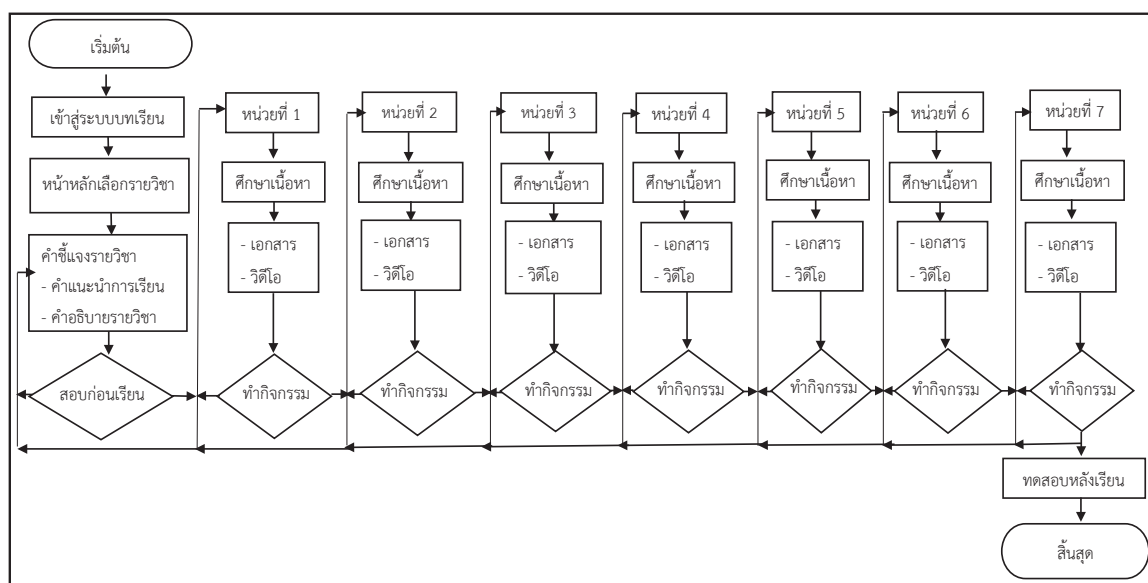 เริ่มต้น
เข้าสู่ระบบบทเรียน
หน้าหลักเลือกรายวิชา
คำชี้แจงรายวิชา
- คำแนะนำการเรียน
- คำอธิบายรายวิชา
สอบก่อนเรียน
หน่วยที่ 1
ศึกษาเนื้อหา
- เอกสาร
- วิดีโอ
ทำกิจกรรม
หน่วยที่ 2
ศึกษาเนื้อหา
- เอกสาร
- วิดีโอ
ทำกิจกรรม
หน่วยที่ 3
ศึกษาเนื้อหา
- เอกสาร
- วิดีโอ
ทำกิจกรรม
หน่วยที่ 4
ศึกษาเนื้อหา
- เอกสาร
- วิดีโอ
ทำกิจกรรม
หน่วยที่ 5
ศึกษาเนื้อหา
- เอกสาร
- วิดีโอ
ทำกิจกรรม
หน่วยที่ 6
ศึกษาเนื้อหา
- เอกสาร
- วิดีโอ
ทำกิจกรรม
หน่วยที่ 7
ศึกษาเนื้อหา
- เอกสาร
- วิดีโอ
ทำกิจกรรม
ทดสอบหลังเรียน
สิ้นสุด